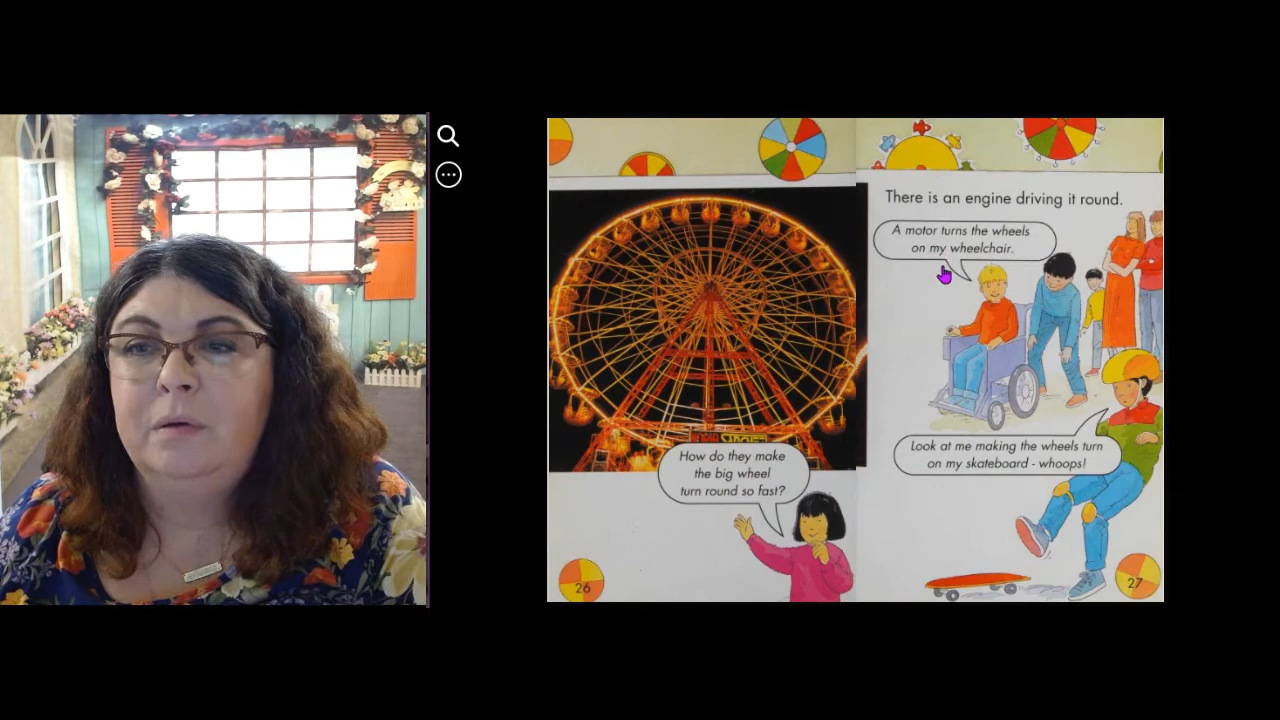 How do they make
the big wheel
turn round so fast?
26
There is an engine driving it round.
A motor turns the wheels
on my wheelchair.
Look at me making the wheels turn
on my skateboard - whoops!
27